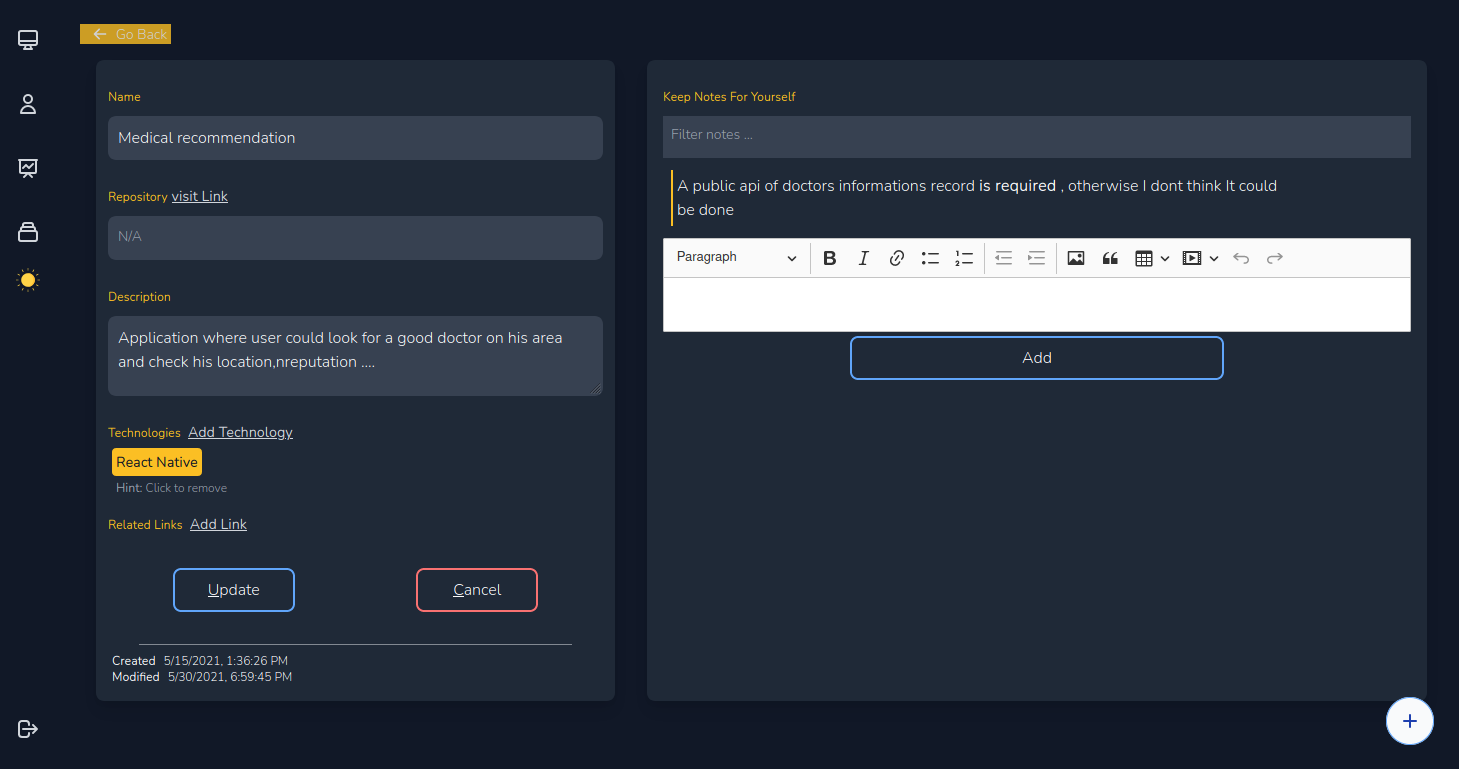 Go Back
Name
Medical recommendation
Repository visit Link
N/A
Description
Application where user could look for a good doctor on his area
and check his location,nreputation ....
Technologies Add Technology
React Native
Hint: Click to remove
Related Links Add Link
Update Cancel
Created 5/15/2021, 1:36:26 PM
Modified 5/30/2021, 6:59:45 PM
Keep Notes For Yourself
Filter notes ...
A public api of doctors informations record is required , otherwise I dont think It could
be done
Paragraph
Add